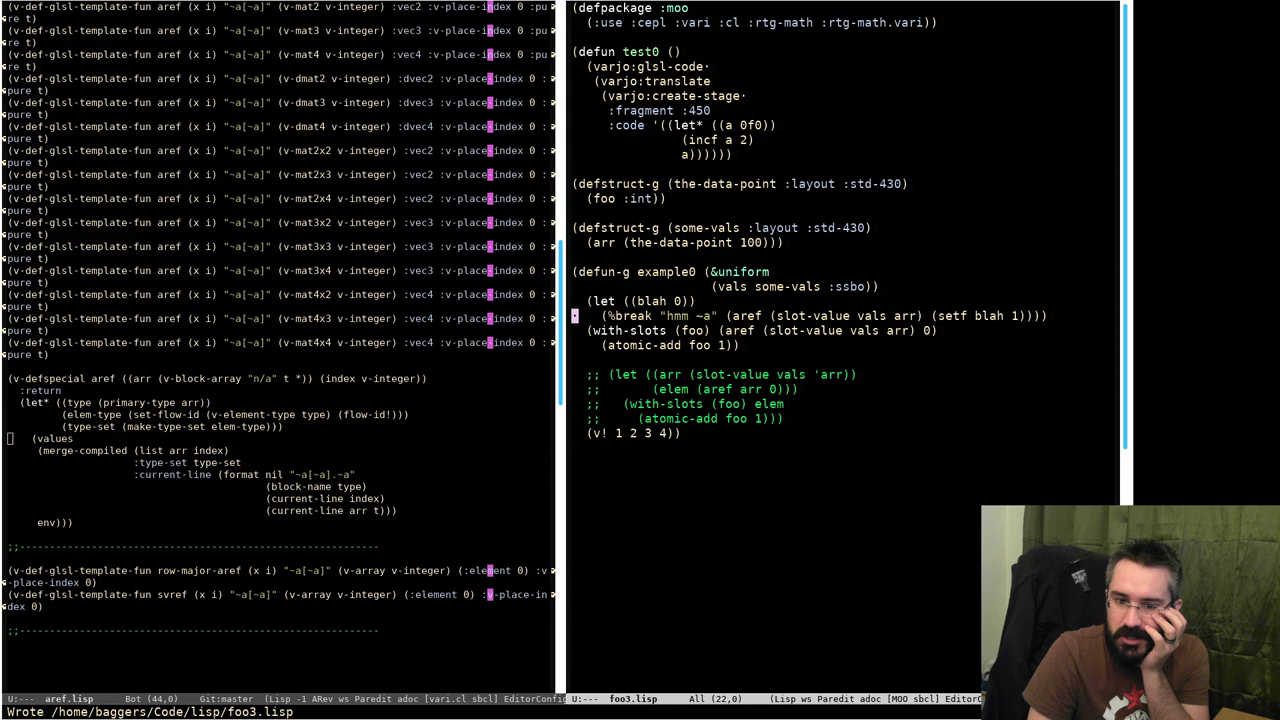 (v-def-glsl-template-fun aref (x i) "~a[~a]" (v-mat2 v-integer) :vec2 :v-place-index 0 :pu
re t)
(v-def-glsl-template-fun aref (x i) "~a[~a]" (v-mat3 v-integer) :vec3 :v-place-index 0 :pu
re t)
(v-def-glsl-template-fun aref (x i) "~a[~a]" (v-mat4 v-integer) :vec4 :v-place-index 0 :pu
re t)
(v-def-glsl-template-fun aref (x i) "~a[~a]" (v-dmat2 v-integer) :dvec2 :v-place-index 0 :
pure t)
(v-def-glsl-template-fun aref (x i) "~a[~a]" (v-dmat3 v-integer) :dvec3 :v-place-index 0 :
pure t)
(v-def-glsl-template-fun aref (x i) "~a[~a]" (v-dmat4 v-integer) :dvec4 :v-place-index 0 :
pure t)
(v-def-glsl-template-fun aref (x i) "~a[~a]" (v-mat2x2 v-integer) :vec2 :v-place-index 0 :
pure t)
(v-def-glsl-template-fun aref (x i) "~a[~a]" (v-mat2x3 v-integer) :vec2 :v-place-index 0 :
pure t)
(v-def-glsl-template-fun aref (x i) "~a[~a]" (v-mat2x4 v-integer) :vec2 :v-place-index 0 :
pure t)
(v-def-glsl-template-fun aref (x i) "~a[~a]" (v-mat3x2 v-integer) :vec3 :v-place-index 0 :
pure t)
(v-def-glsl-template-fun aref (x i) "~a[~a]" (v-mat3x3 v-integer) :vec3 :v-place-index 0 :
pure t)
(v-def-glsl-template-fun aref (x i) "~a[~a]" (v-mat3x4 v-integer) :vec3 :v-place-index 0 :
pure t)
(v-def-glsl-template-fun aref (x i) "~a[~a]" (v-mat4x2 v-integer) :vec4 :v-place-index 0 :
pure t)
(v-def-glsl-template-fun aref (x i) "~a[~a]" (v-mat4x3 v-integer) :vec4 :v-place-index 0 :
pure t)
(v-def-glsl-template-fun aref (x i) "~a[~a]" (v-mat4x4 v-integer) :vec4 :v-place-index 0 :
pure t)
(v-defspecial aref ((arr (v-block-array "n/a" t *)) (index v-integer))
:return
(let* ((type (primary-type arr))
(elem-type (set-flow-id (v-element-type type) (flow-id!)))
(type-set (make-type-set elem-type)))
(values
(merge-compiled (list arr index)
:type-set type-set
:current-line (format nil "~a[~a].~a"
(block-name type)
(current-line index)
(current-line arr t)))
env)))
;;--------------------------------------------------------------
(v-def-glsl-template-fun row-major-aref (x i) "~a[~a]" (v-array v-integer) (:element 0) :v
-place-index 0)
(v-def-glsl-template-fun svref (x i) "~a[~a]" (v-array v-integer) (:element 0) :v-place-in
dex 0)
;;--------------------------------------------------------------
U:--- aref.lisp Bot (44,0) Git:master (Lisp -1 ARev ws Paredit adoc [vari.cl sbcl] EditorConfi
(defpackage :moo
(:use :cepl :vari :cl :rtg-math :rtg-math.vari))
(defun test0 ()
(varjo:glsl-code·
(varjo:translate
(varjo:create-stage·
:fragment :450
:code '((let* ((a 0f0))
(incf a 2)
a))))))
(defstruct-g (the-data-point :layout :std-430)
(foo :int))
(defstruct-g (some-vals :layout :std-430)
(arr (the-data-point 100)))
(defun-g example0 (&uniform
(vals some-vals :ssbo))
(let ((blah 0))
(%break "hmm ~a" (aref (slot-value vals arr) (setf blah 1))))
(with-slots (foo) (aref (slot-value vals arr) 0)
(atomic-add foo 1))
;; (let ((arr (slot-value vals 'arr))
;; (elem (aref arr 0)))
;; (with-slots (foo) elem
;; (atomic-add foo 1)))
(v! 1 2 3 4))
U:--- foo3.lisp All (22,0) (Lisp ws Paredit adoc [MOO sbcl] EditorC
Wrote /home/baggers/Code/lisp/foo3.lisp